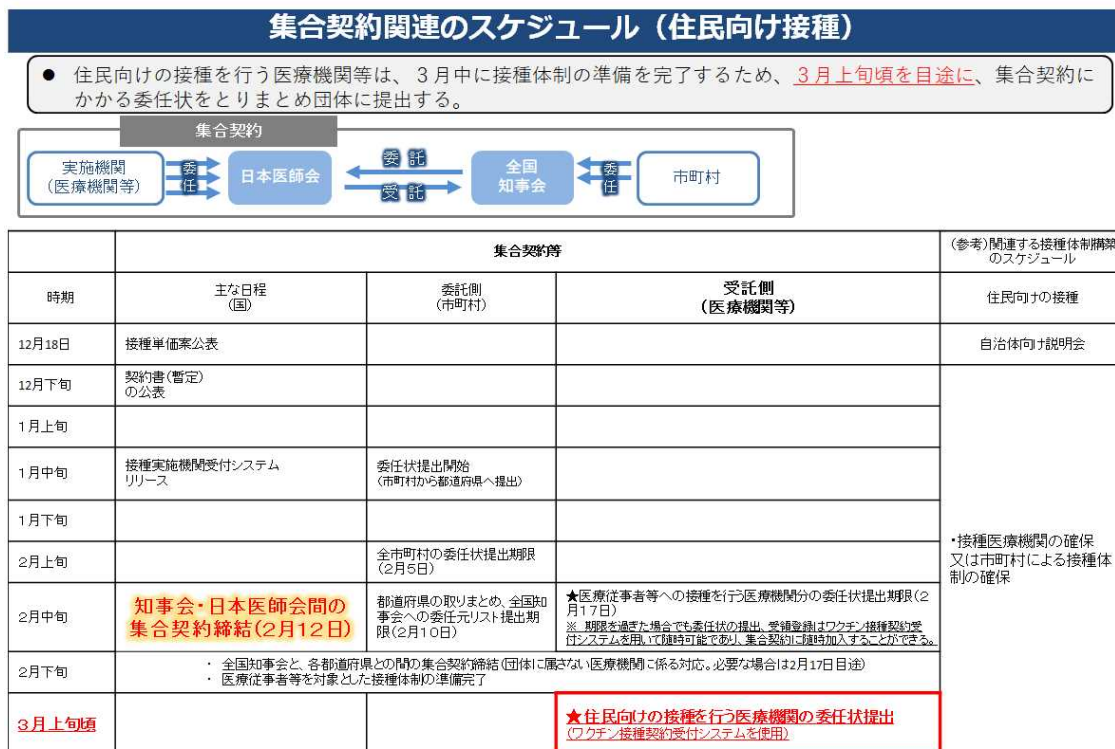 集合契約関連のスケジュール（住民向け接種）
● 住民向けの接種を行う医療機関等は、３月中に接種体制の準備を完了するため、３月上旬頃を目途に、集合契約に
かかる委任状をとりまとめ団体に提出する。
集合契約
実施機関
(医療機関等)
委任
日本医師会
委託
受託
全国
知事会
委任
市町村
集合契約等
(参考)関連する接種体制構築
のスケジュール
時期
主な日程
(国)
委託側
(市町村)
受託側
(医療機関等)
住民向けの接種
12月18日
接種単価案公表
自治体向け説明会
12月下旬
契約書(暫定)
の公表
１月上旬
１月中旬
接種実施機関受付システム
リリース
委任状提出開始
(市町村から都道府県へ提出)
１月下旬
２月上旬
全市町村の委任状提出期限
(2月5日)
・接種医療機関の確保
又は市町村による接種体
制の確保
２月中旬
知事会・日本医師会間の
集合契約締結(2月12日)
都道府県の取りまとめ、全国知
事会への委任元リスト提出期
限(2月10日)
★医療従事者等への接種を行う医療機関分の委任状提出期限(2
月17日)
※ 期限を過ぎた場合でも委任状の提出、受領登録はワクチン接種契約受
付システムを用いて随時可能であり、集合契約に随時加入することができる。
２月下旬
・ 全国知事会と、各都道府県との間の集合契約締結(団体に属さない医療機関に係る対応。必要な場合は2月17日目途)
・ 医療従事者等を対象とした接種体制の準備完了
３月上旬頃
★住民向けの接種を行う医療機関の委任状提出
(ワクチン接種契約受付システムを使用)